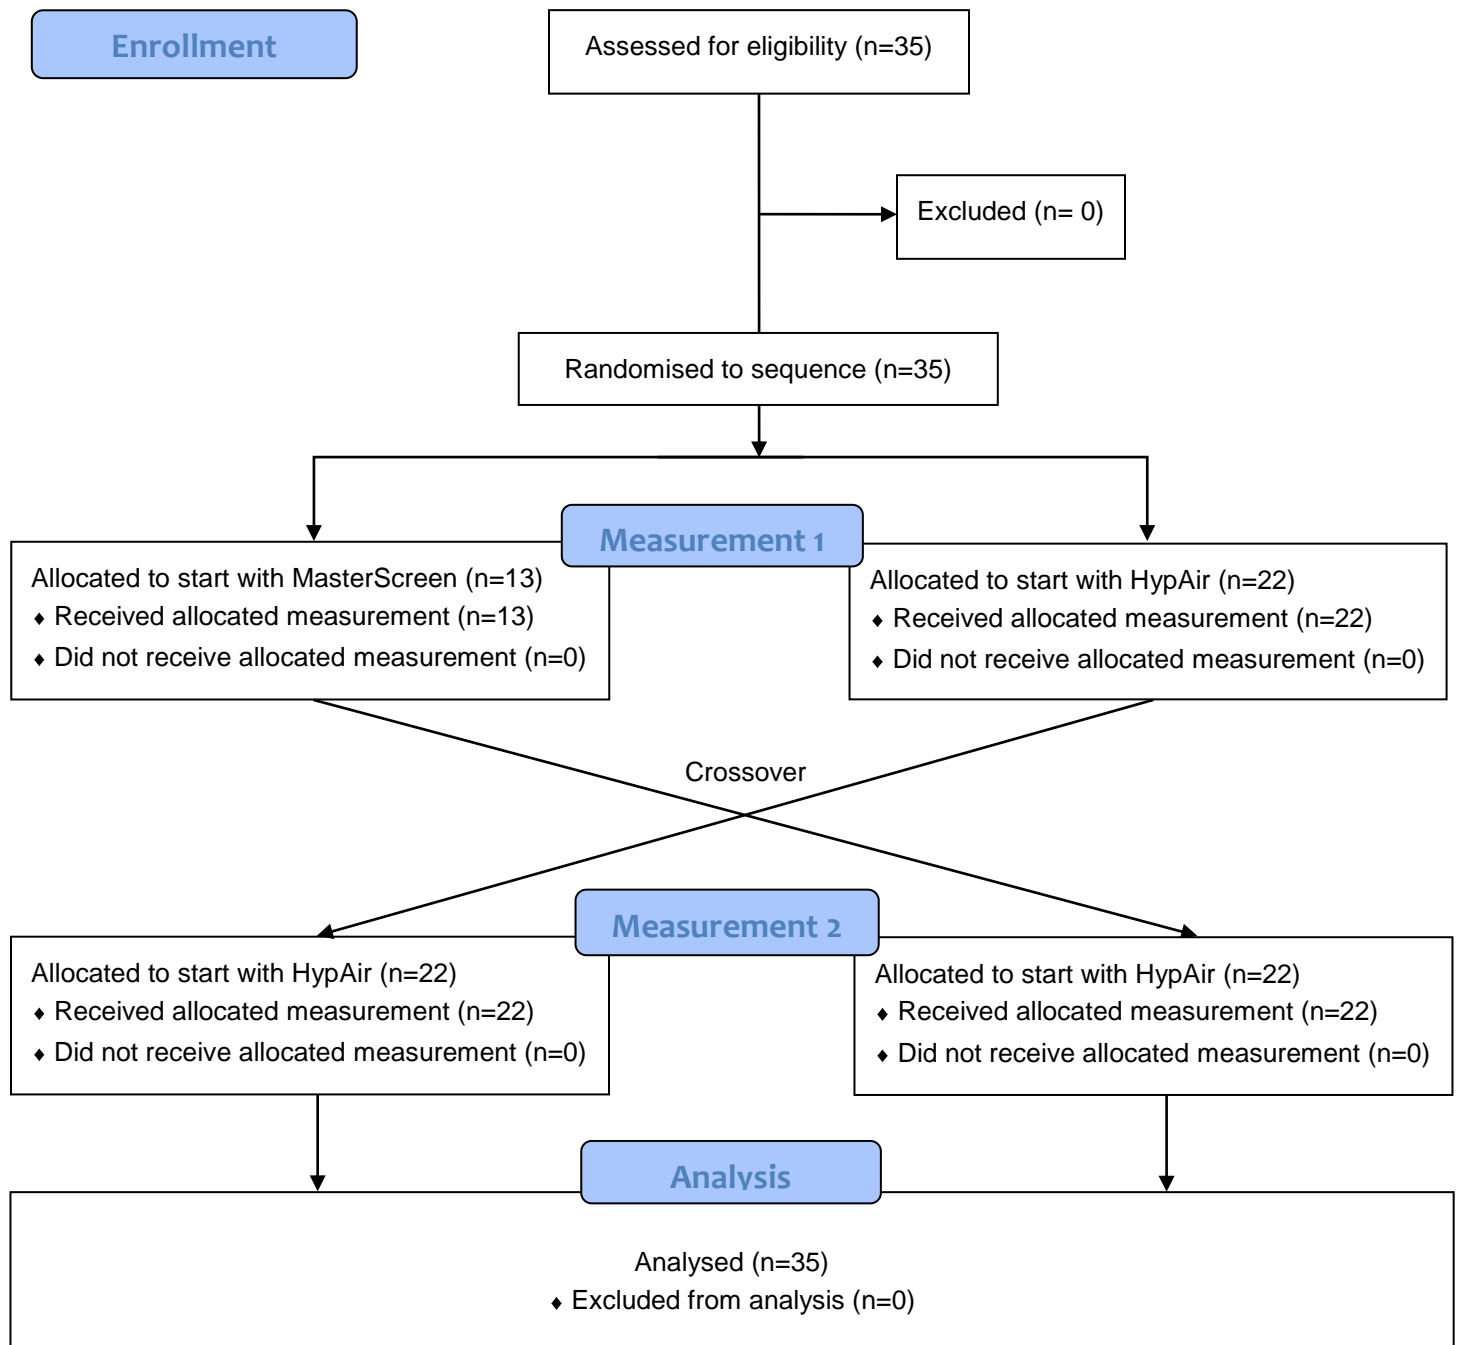 Enrollment
Assessed for eligibility (n=35)
Excluded (n= 0)
Randomised to sequence (n=35)
Measurement 1
Allocated to start with MasterScreen (n=13)
♦ Received allocated measurement (n=13)
♦ Did not receive allocated measurement (n=0)
Allocated to start with HypAir (n=22)
♦ Received allocated measurement (n=22)
♦ Did not receive allocated measurement (n=0)
Crossover
Measurement 2
Allocated to start with HypAir (n=22)
♦ Received allocated measurement (n=22)
♦ Did not receive allocated measurement (n=0)
Allocated to start with HypAir (n=22)
♦ Received allocated measurement (n=22)
♦ Did not receive allocated measurement (n=0)
Analysis
Analysed (n=35)
♦ Excluded from analysis (n=0)